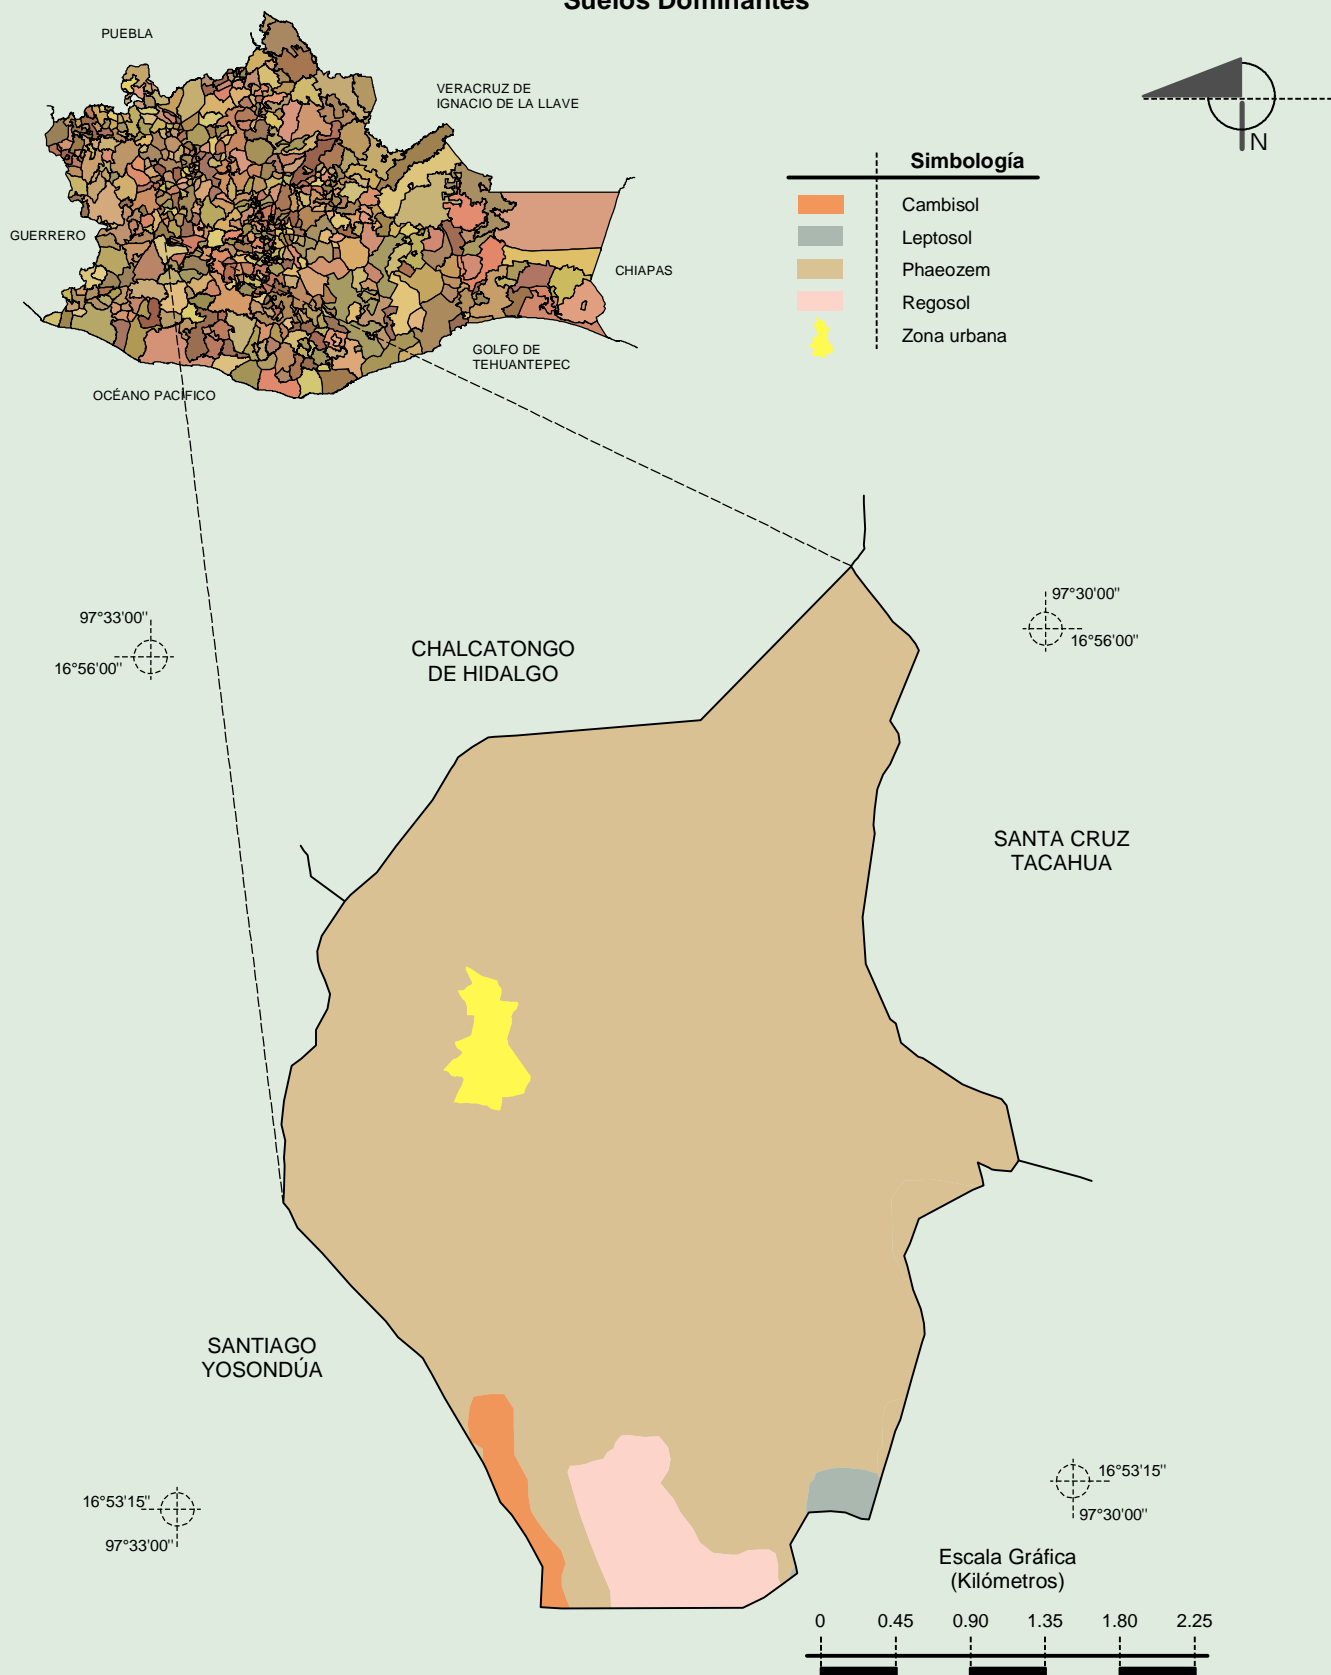 Suelos Dominantes
PUEBLA
VERACRUZ DE
IGNACIO DE LA LLAVE
GUERRERO
CHIAPAS
GOLFO DE
TEHUANTEPEC
OCÉANO PACÍFICO
N
Simbología
Cambisol
Leptosol
Phaeozem
Regosol
Zona urbana
97°33'00"
16°56'00"
97°30'00"
16°56'00"
CHALCATONGO
DE HIDALGO
SANTA CRUZ
TACAHUA
SANTIAGO
YOSONDÚA
16°53'15"
97°33'00"
16°53'15"
97°30'00"
Escala Gráfica
(Kilómetros)
0 0.45 0.90 1.35 1.80 2.25